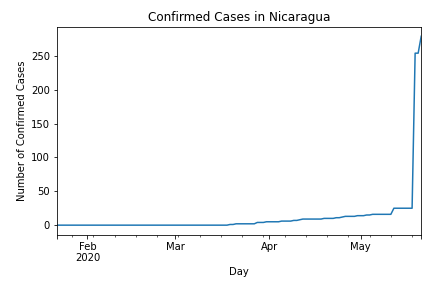 Confirmed Cases in Nicaragua
Number of Confirmed Cases
250
200
150
100
50
0
Feb
2020
Mar
Apr
May
Day